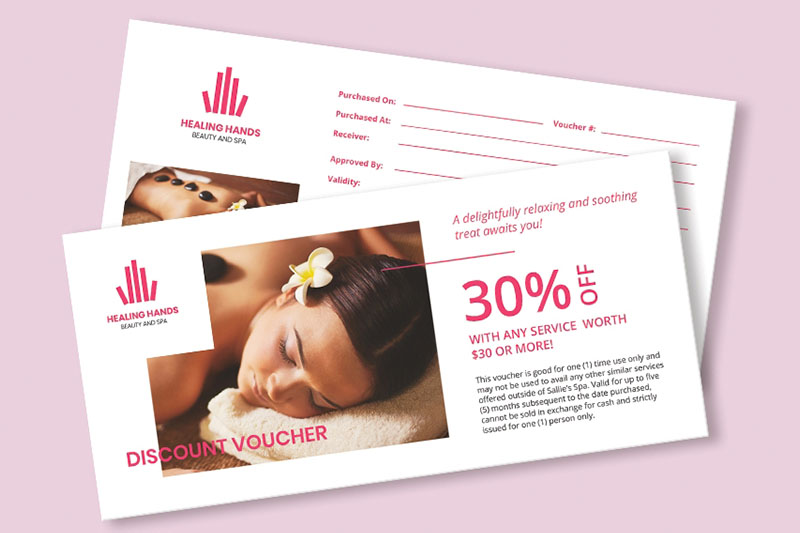 HEALING HANDS
BEAUTY AND SPA
Purchased On:
Voucher #:
Purchased At:
Receiver:
Approved By:
Validity:
HEALING HANDS
BEAUTY AND SPA
A delightfully relaxing and soothing
treat awaits you!
30% OFF
WITH ANY SERVICE WORTH
$30 OR MORE!
This voucher is good for one (1) time use only and
may not be used to avail any other similar services
offered outside of Sallie's Spa. Valid for up to five
(5) months subsequent to the date purchased,
cannot be sold in exchange for cash and strictly
issued for one (1) person only.
DISCOUNT VOUCHER